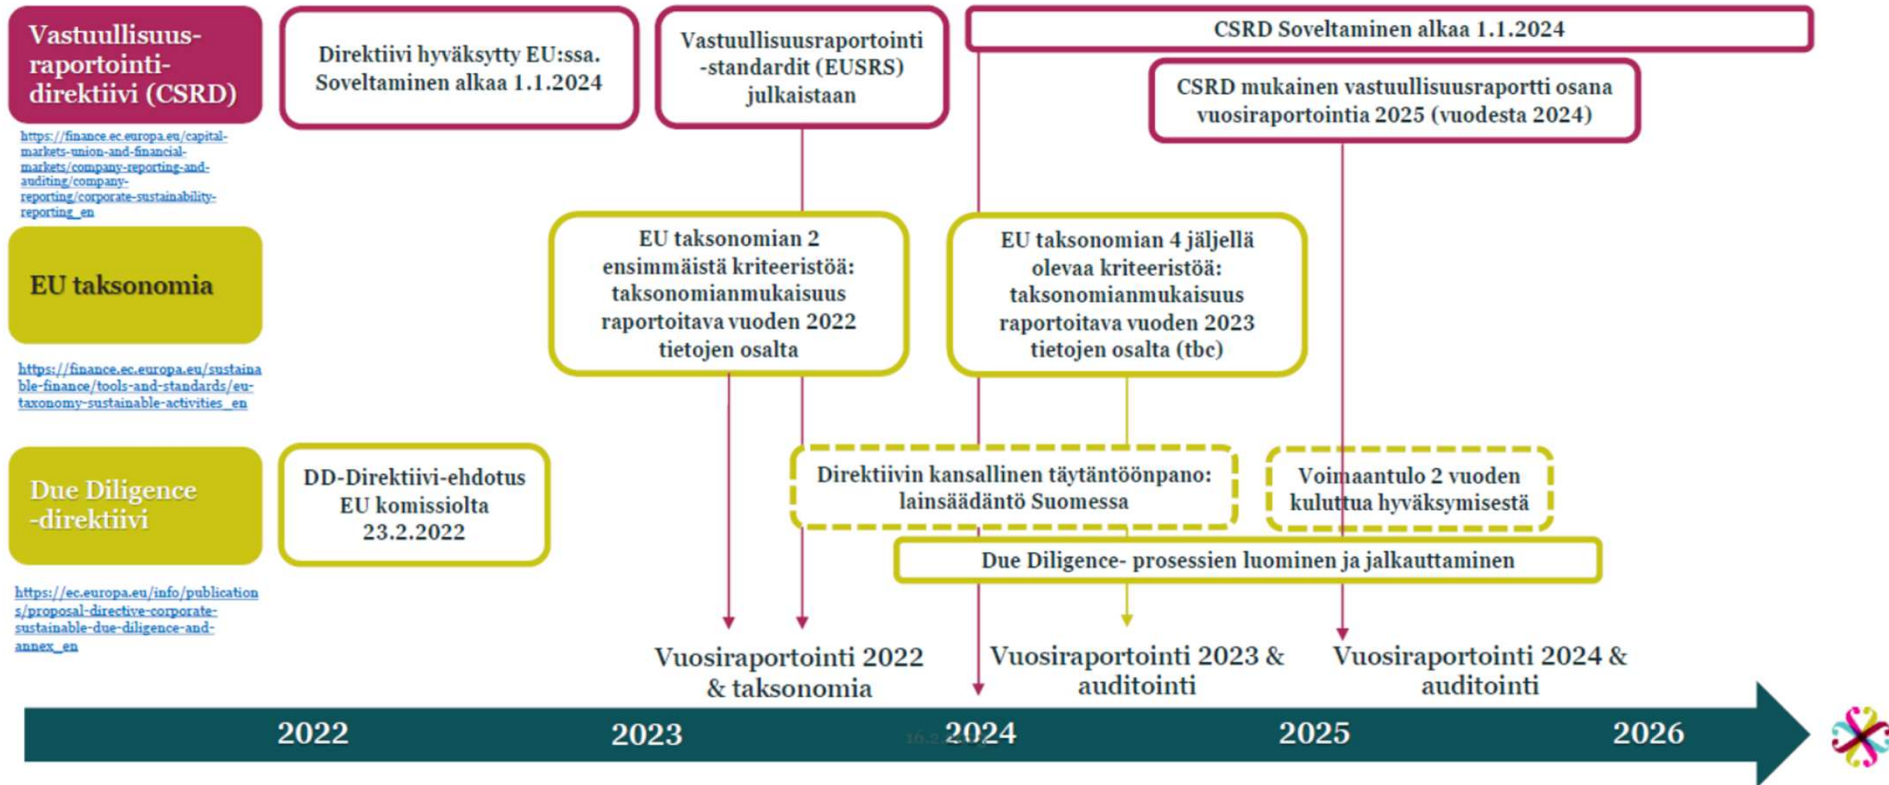 Vastuullisuus-
raportointi-
direktiivi (CSRD)
https://finance.ec.europa.eu/capital-
markets-union-and-financial-
markets/company-reporting-and-
auditing/company-
reporting/corporate-sustainability-
reporting_en
Direktiivi hyväksytty EU:ssa.
Soveltaminen alkaa 1.1.2024
Vastuullisuusraportointi
-standardit (EUSRS)
julkaistaan
CSRD Soveltaminen alkaa 1.1.2024
CSRD mukainen vastuullisuusraportti osana
vuosiraportointia 2025 (vuodesta 2024)
EU taksonomia
https://finance.ec.europa.eu/sustaina
ble-finance/tools-and-standards/eu-
taxonomy-sustainable-activities_en
EU taksonomian 2
ensimmäistä kriteeristöä:
taksonomianmukaisuus
raportoitava vuoden 2022
tietojen osalta
EU taksonomian 4 jäljellä
olevaa kriteeristöä:
taksonomianmukaisuus
raportoitava vuoden 2023
tietojen osalta (tbc)
Due Diligence
-direktiivi
https://ec.europa.eu/info/publication
s/proposal-directive-corporate-
sustainable-due-diligence-and-
annex_en
DD-Direktiivi-ehdotus
EU komissiolta
23.2.2022
Direktiivin kansallinen täytäntöönpano:
lainsäädäntö Suomessa
Voimaantulo 2 vuoden
kuluttua hyväksymisestä
Due Diligence- prosessien luominen ja jalkauttaminen
Vuosiraportointi 2022
& taksonomia
Vuosiraportointi 2023 &
auditointi
Vuosiraportointi 2024 &
auditointi
2022
2023
2024
2025
2026